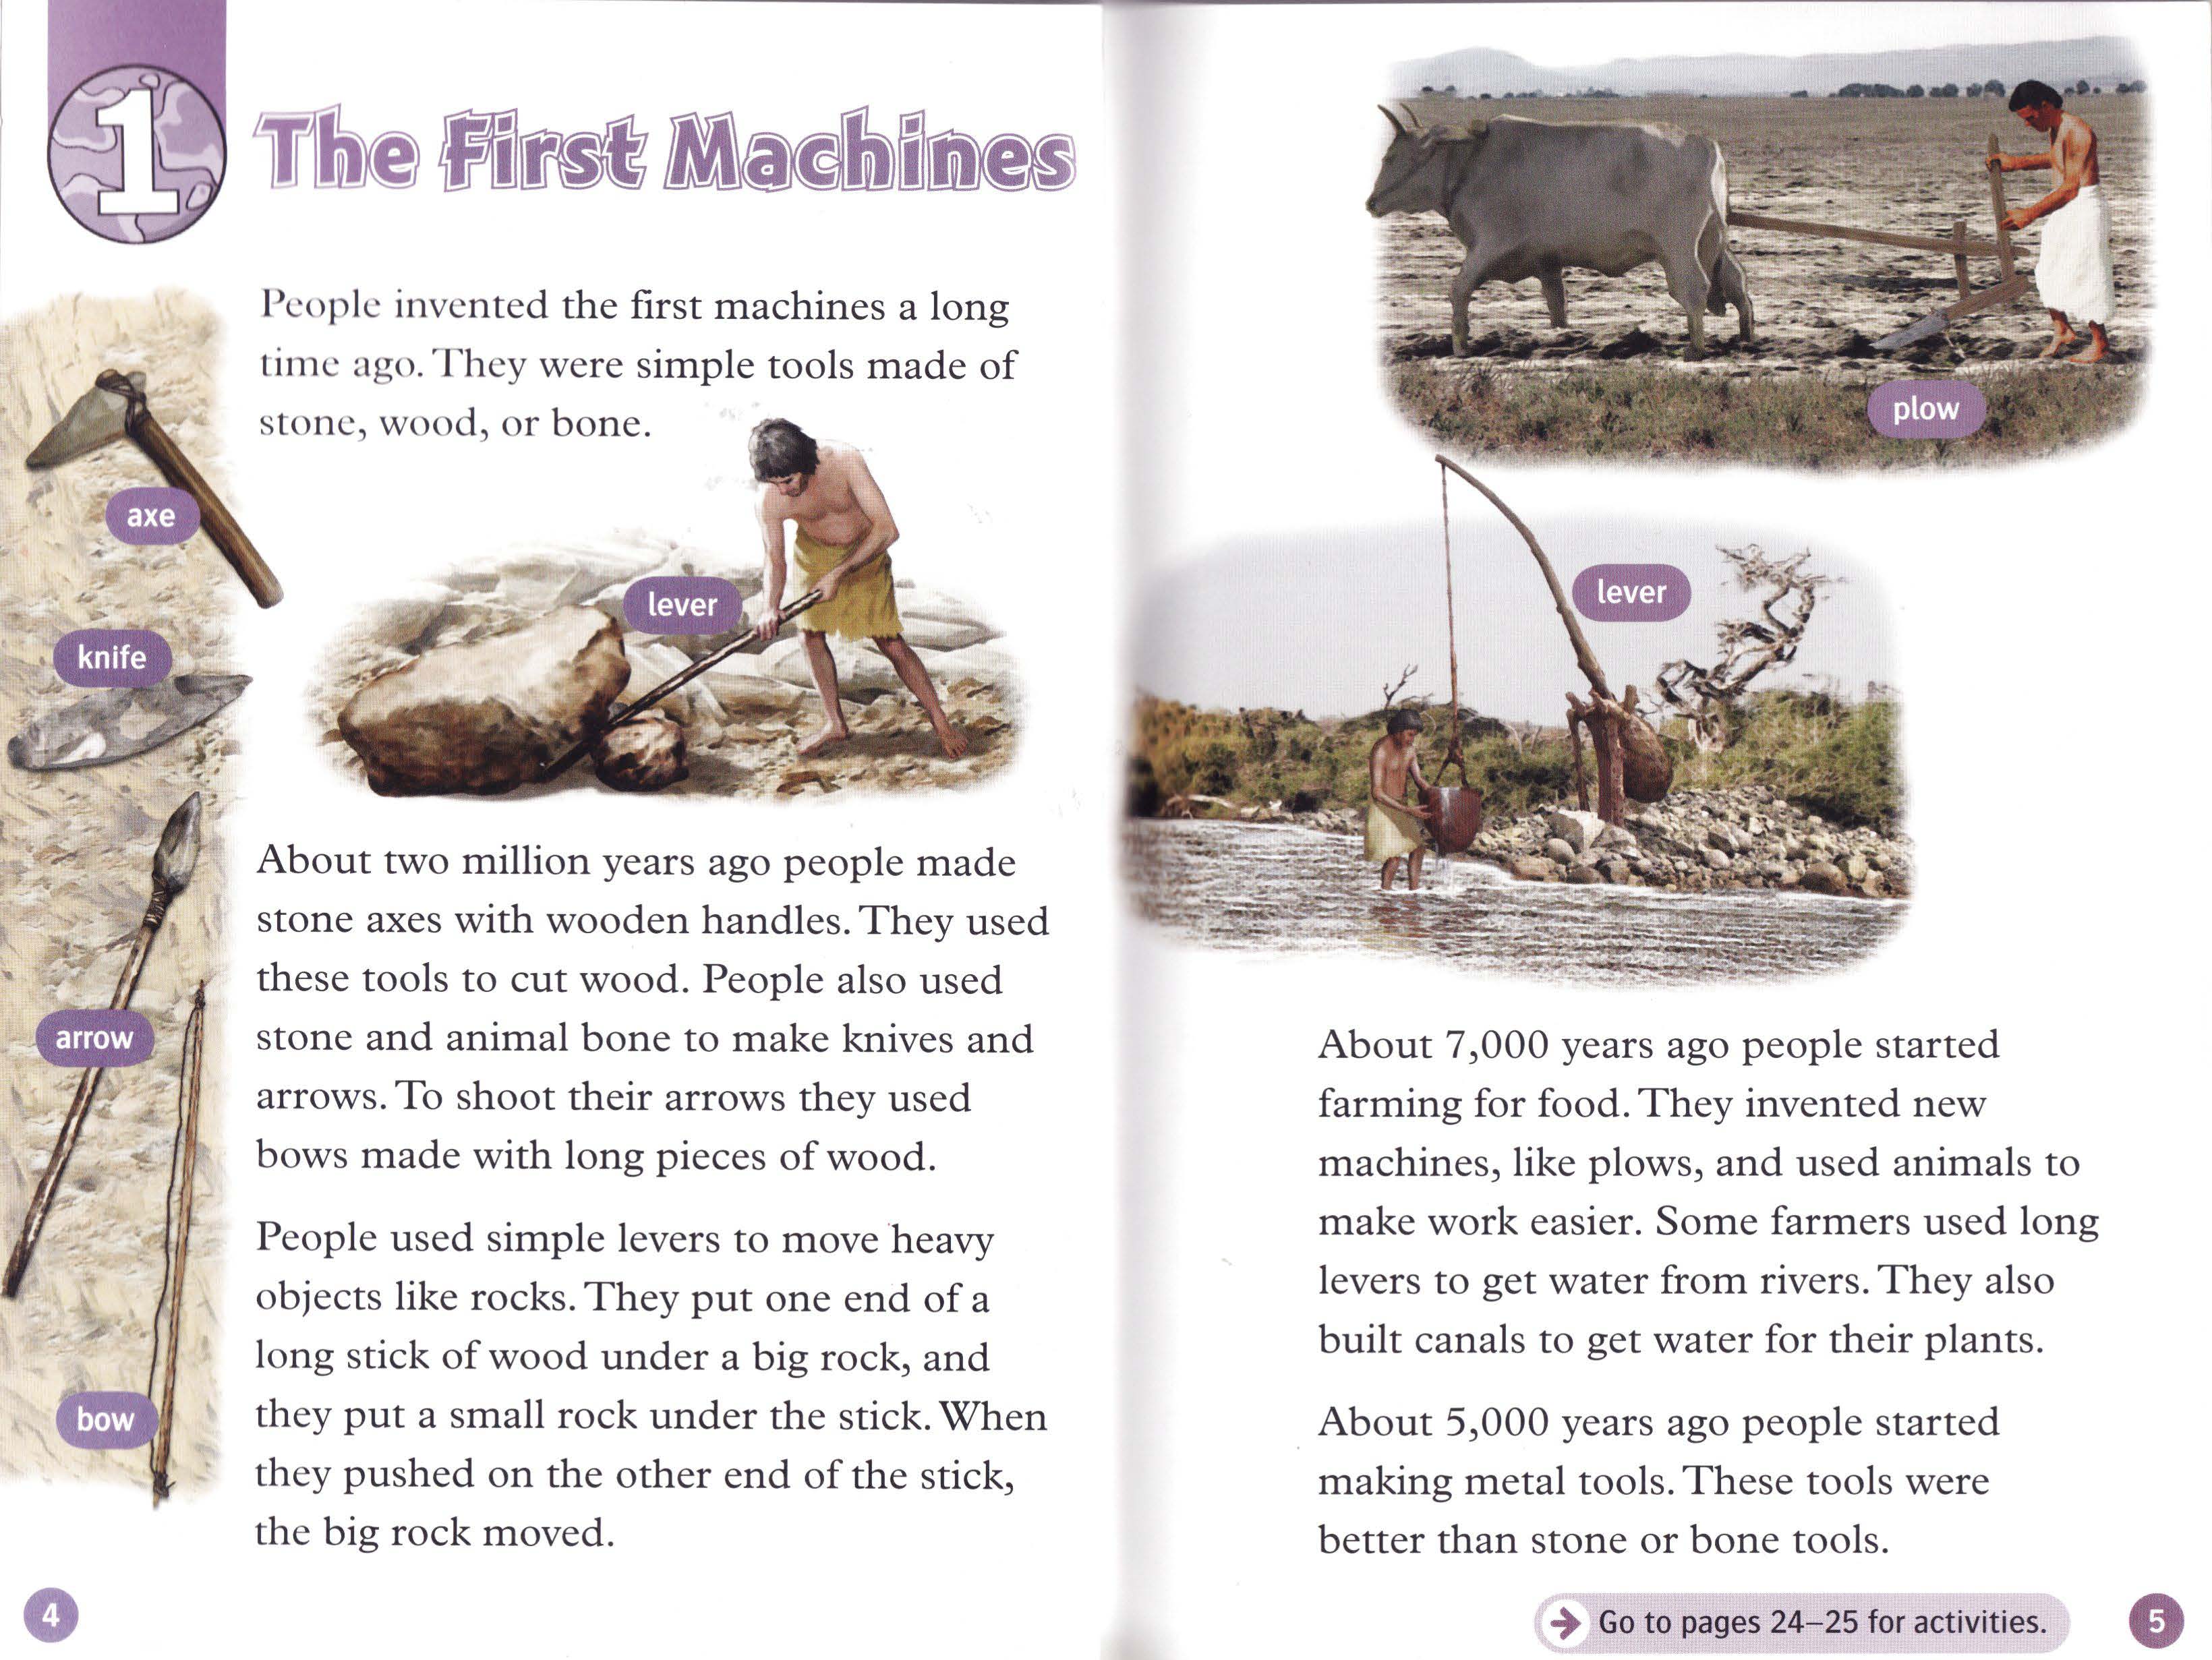 1
The First Machines
People invented the first machines a long
time ago. They were simple tools made of
stone, wood, or bone.
axe
knife
arrow
bow
lever
About two million years ago people made
stone axes with wooden handles. They used
these tools to cut wood. People also used
stone and animal bone to make knives and
arrows. To shoot their arrows they used
bows made with long pieces of wood.
People used simple levers to move heavy
objects like rocks. They put one end of a
long stick of wood under a big rock, and
they put a small rock under the stick. When
they pushed on the other end of the stick,
the big rock moved.
4
plow
lever
About 7,000 years ago people started
farming for food. They invented new
machines, like plows, and used animals to
make work easier. Some farmers used long
levers to get water from rivers. They also
built canals to get water for their plants.
About 5,000 years ago people started
making metal tools. These tools were
better than stone or bone tools.
Go to pages 24–25 for activities.
5